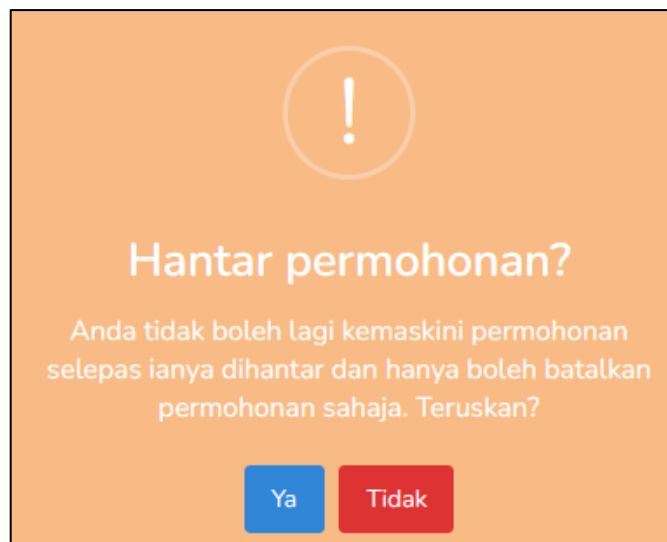 !
Hantar permohonan?
Anda tidak boleh lagi kemaskini permohonan
selepas ianya dihantar dan hanya boleh batalkan
permohonan sahaja. Teruskan?
Ya Tidak